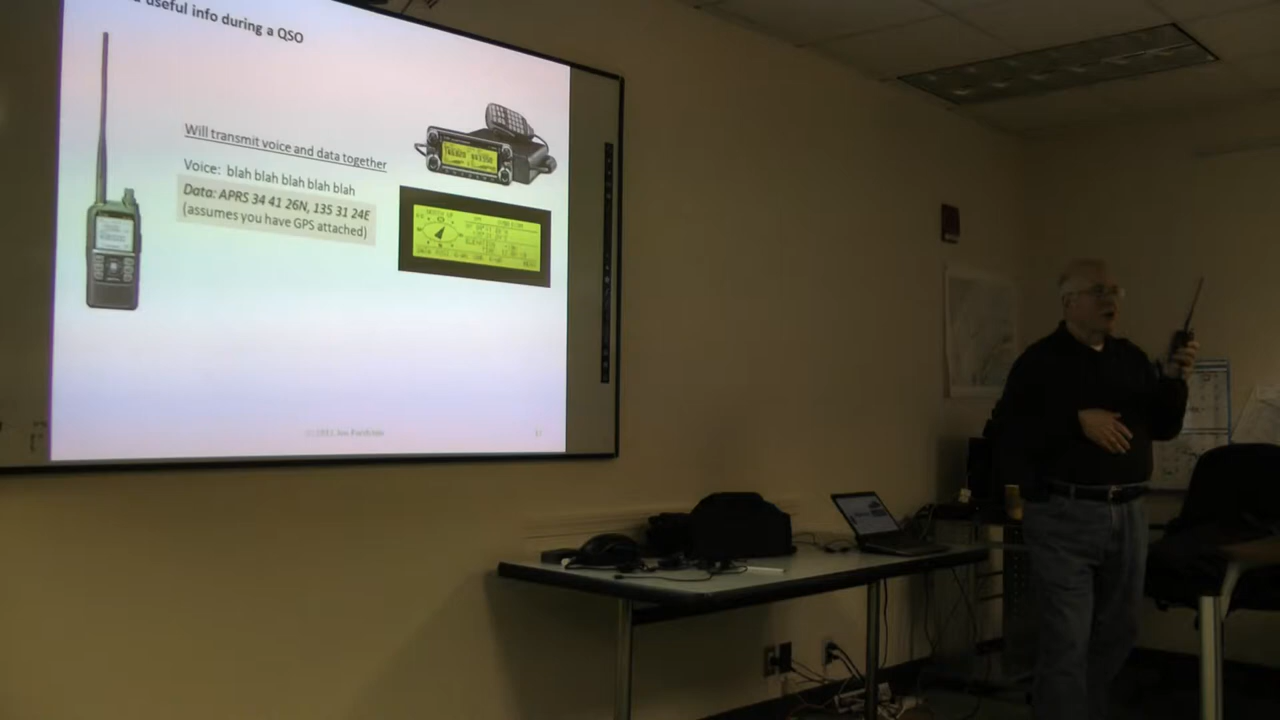 useful info during a QSO
Will transmit voice and data together
Voice: blah blah blah blah blah
Data: APRS 34 41 26N, 135 31 24E
(assumes you have GPS attached)